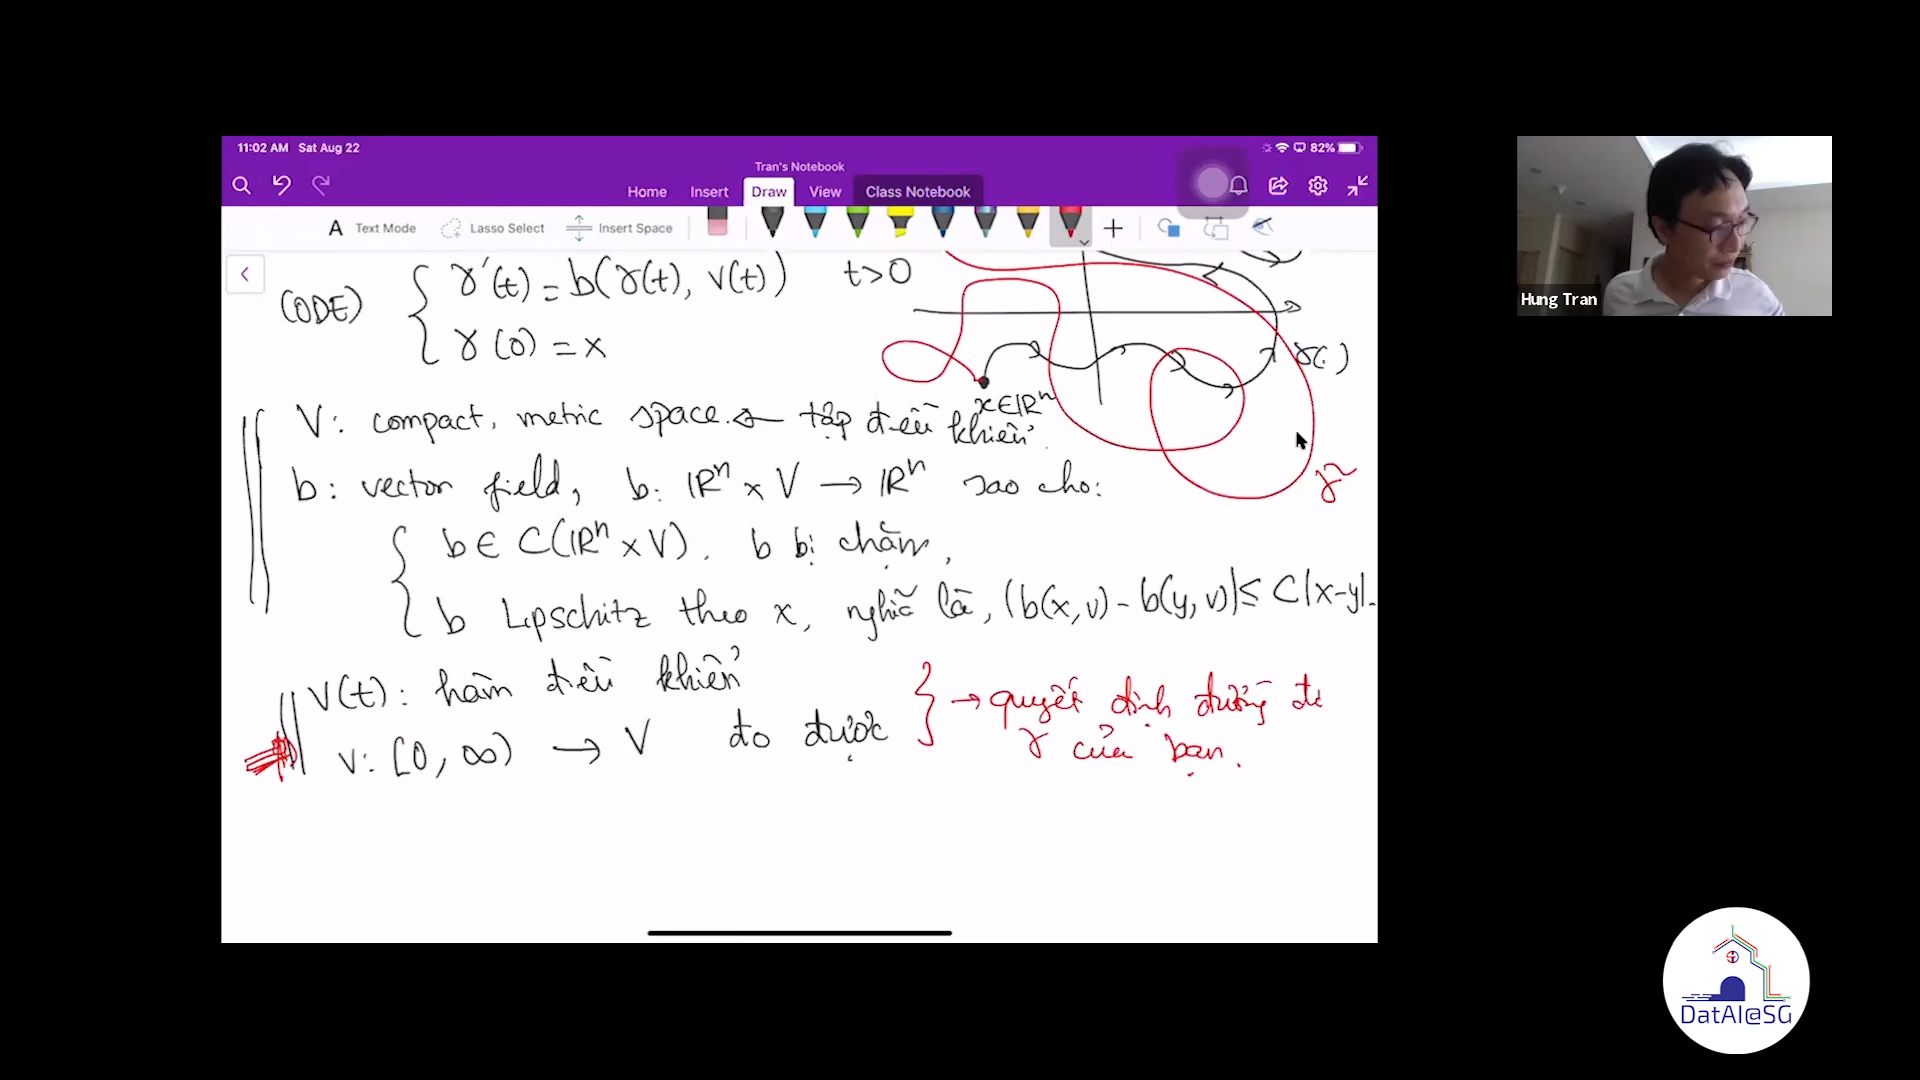 11:02 AM Sat Aug 22
82%
Tran's Notebook
Home Insert Draw View Class Notebook
A Text Mode Lasso Select Insert Space
(ODE) { γ'(t) = b(γ(t), v(t)) t>0
γ(0) = x
γ(·)
x∈ℝⁿ
V: compact, metric space. ← tập điều khiển.
b: vector field, b: ℝⁿ × V → ℝⁿ sao cho:
γ̃
{ b ∈ C(ℝⁿ × V). b bị chặn,
b Lipschitz theo x, nghĩa là, |b(x,v) - b(y,v)| ≤ C|x-y|.
V(t): hàm điều khiển
v: [0, ∞) → V đo được
} → quyết định đường đi
γ của bạn.
Hung Tran
DatAI@SG